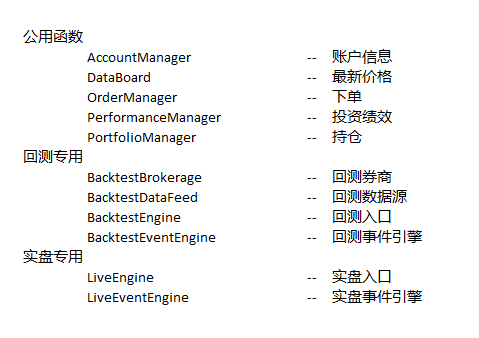 公用函数
AccountManager -- 账户信息
DataBoard -- 最新价格
OrderManager -- 下单
PerformanceManager -- 投资绩效
PortfolioManager -- 持仓
回测专用
BacktestBrokerage -- 回测券商
BacktestDataFeed -- 回测数据源
BacktestEngine -- 回测入口
BacktestEventEngine -- 回测事件引擎
实盘专用
LiveEngine -- 实盘入口
LiveEventEngine -- 实盘事件引擎